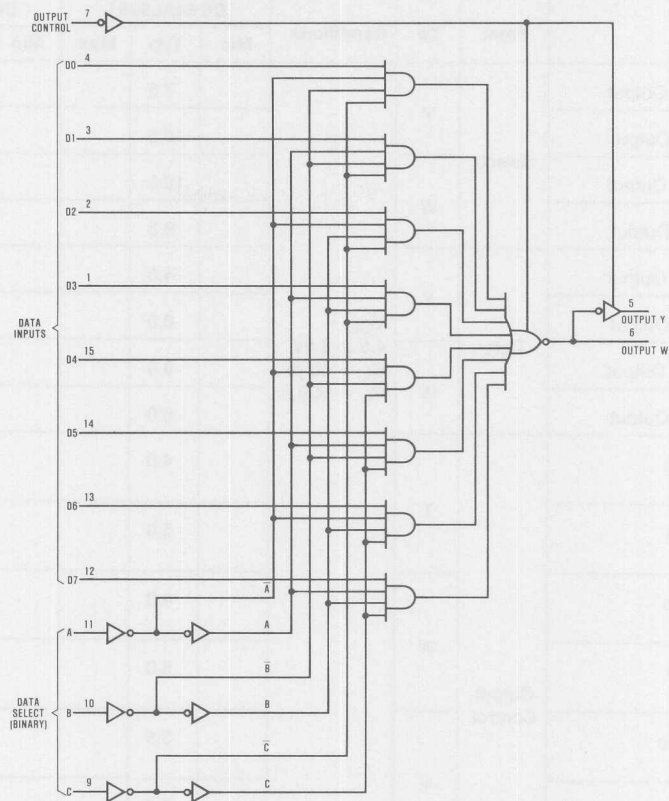 7
OUTPUT
CONTROL
4
D0
3
D1
2
D2
1
D3
DATA
INPUTS
5
OUTPUT Y
6
OUTPUT W
15
D4
14
D5
13
D6
12
D7
A̅
11
A
A
B̅
10
DATA
SELECT
(BINARY)
B
B
C̅
9
C
C